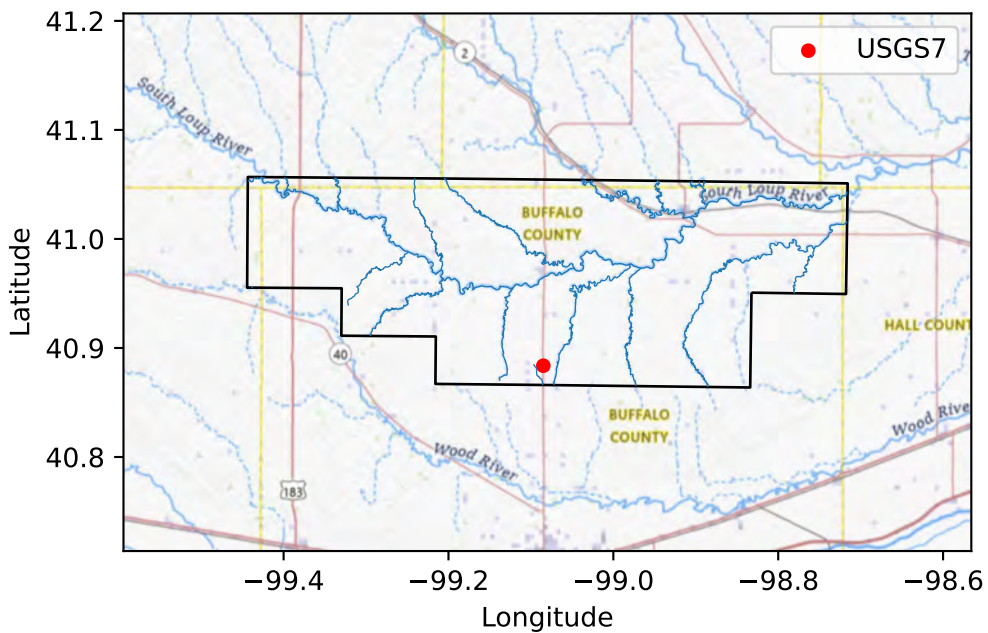 41.2
41.1
41.0
40.9
40.8
Latitude
USGS7
2
South Loup River
South Loup River
BUFFALO
COUNTY
HALL COUNT
40
BUFFALO
COUNTY
Wood River
Wood Rive
183
−99.4
−99.2
−99.0
−98.8
−98.6
Longitude